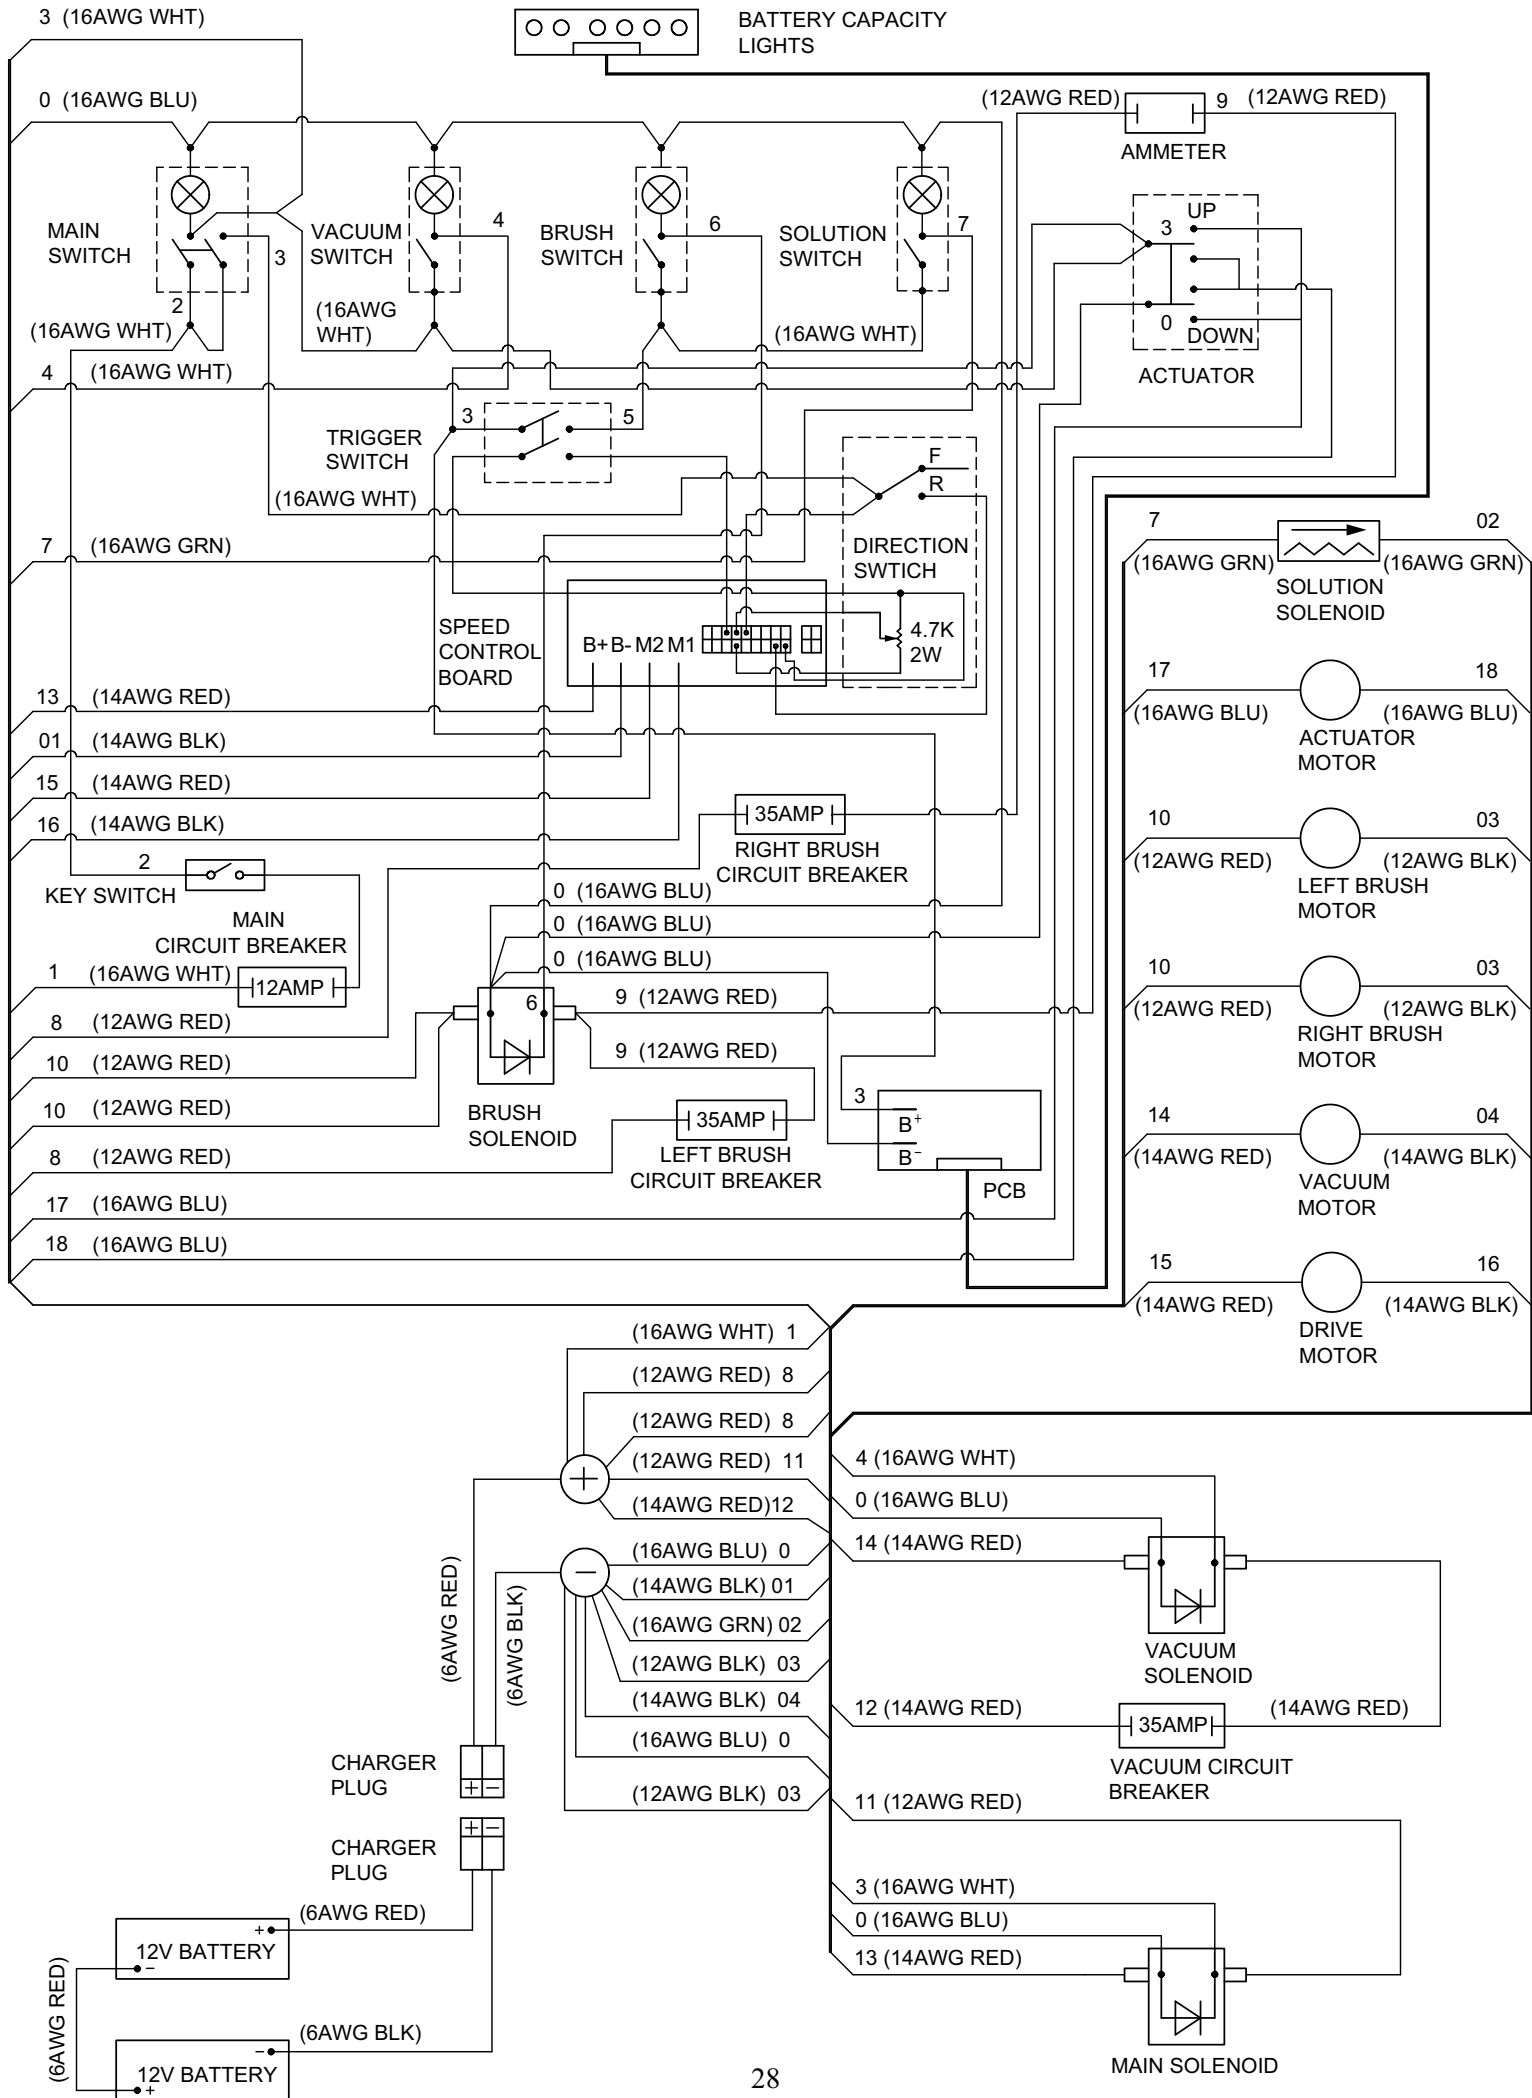 3 (16AWG WHT)
BATTERY CAPACITY
LIGHTS
0 (16AWG BLU)
(12AWG RED)
9 (12AWG RED)
AMMETER
MAIN
SWITCH
3
2
(16AWG WHT)
VACUUM
SWITCH
4
(16AWG
WHT)
BRUSH
SWITCH
6
SOLUTION
SWITCH
7
(16AWG WHT)
UP
3
0
DOWN
ACTUATOR
4 (16AWG WHT)
3
5
TRIGGER
SWITCH
(16AWG WHT)
F
R
DIRECTION
SWTICH
4.7K
2W
7 (16AWG GRN)
SPEED
CONTROL
BOARD
B+ B- M2 M1
13 (14AWG RED)
01 (14AWG BLK)
15 (14AWG RED)
16 (14AWG BLK)
35AMP
RIGHT BRUSH
CIRCUIT BREAKER
2
KEY SWITCH
MAIN
CIRCUIT BREAKER
0 (16AWG BLU)
0 (16AWG BLU)
0 (16AWG BLU)
1 (16AWG WHT)
12AMP
6
9 (12AWG RED)
8 (12AWG RED)
9 (12AWG RED)
10 (12AWG RED)
10 (12AWG RED)
BRUSH
SOLENOID
35AMP
LEFT BRUSH
CIRCUIT BREAKER
3
B+
B−
PCB
8 (12AWG RED)
17 (16AWG BLU)
18 (16AWG BLU)
7
02
(16AWG GRN)
(16AWG GRN)
SOLUTION
SOLENOID
17
18
(16AWG BLU)
(16AWG BLU)
ACTUATOR
MOTOR
10
03
(12AWG RED)
(12AWG BLK)
LEFT BRUSH
MOTOR
10
03
(12AWG RED)
(12AWG BLK)
RIGHT BRUSH
MOTOR
14
04
(14AWG RED)
(14AWG BLK)
VACUUM
MOTOR
15
16
(14AWG RED)
(14AWG BLK)
DRIVE
MOTOR
(16AWG WHT) 1
(12AWG RED) 8
(12AWG RED) 8
(12AWG RED) 11
(14AWG RED)12
+
−
(16AWG BLU) 0
(14AWG BLK) 01
(16AWG GRN) 02
(12AWG BLK) 03
(14AWG BLK) 04
(16AWG BLU) 0
(12AWG BLK) 03
(6AWG RED)
(6AWG BLK)
4 (16AWG WHT)
0 (16AWG BLU)
14 (14AWG RED)
VACUUM
SOLENOID
12 (14AWG RED)
35AMP
(14AWG RED)
VACUUM CIRCUIT
BREAKER
11 (12AWG RED)
3 (16AWG WHT)
0 (16AWG BLU)
13 (14AWG RED)
MAIN SOLENOID
CHARGER
PLUG
+ −
CHARGER
PLUG
+ −
(6AWG RED)
+
12V BATTERY
−
(6AWG RED)
(6AWG BLK)
−
12V BATTERY
+
28